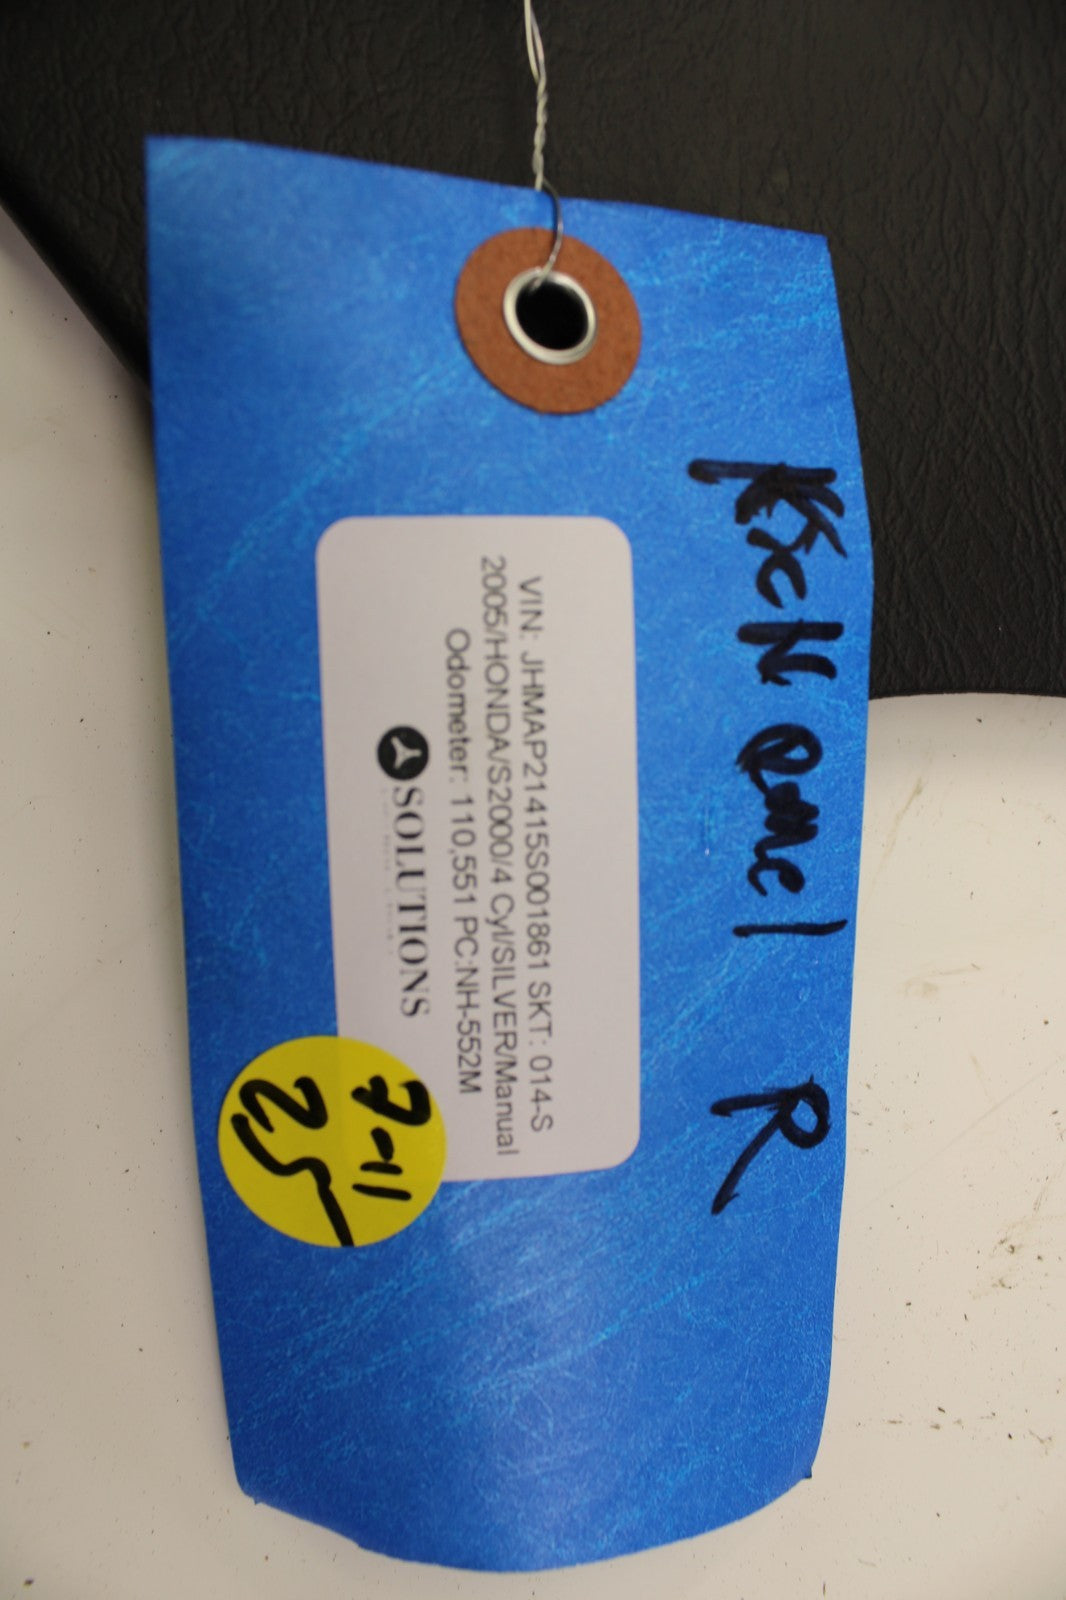 R
VIN: JHMAP21415S001861 SKT: 014-S
2005/HONDA/S2000/4 Cyl/SILVER/Manual
Odometer: 110,551 PC:NH-552M
SOLUTIONS
7-11
25